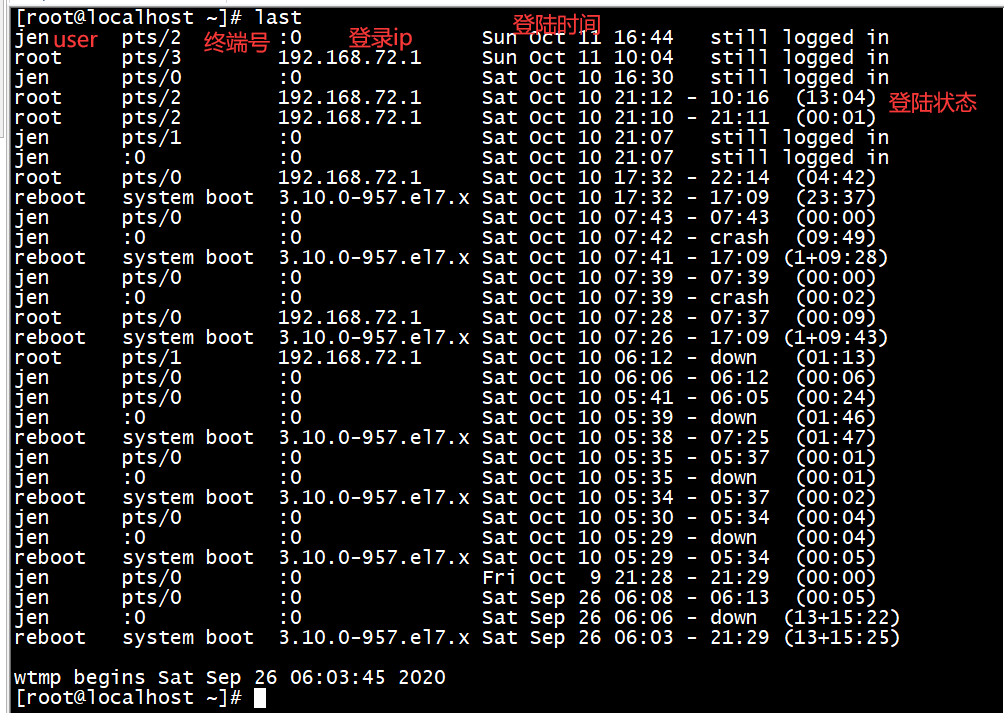 [root@localhost ~]# last
登陆时间
jen user pts/2 终端号 :0 登录ip Sun Oct 11 16:44 still logged in
root pts/3 192.168.72.1 Sun Oct 11 10:04 still logged in
jen pts/0 :0 Sat Oct 10 16:30 still logged in
root pts/2 192.168.72.1 Sat Oct 10 21:12 - 10:16 (13:04) 登陆状态
root pts/2 192.168.72.1 Sat Oct 10 21:10 - 21:11 (00:01)
jen pts/1 :0 Sat Oct 10 21:07 still logged in
jen :0 :0 Sat Oct 10 21:07 still logged in
root pts/0 192.168.72.1 Sat Oct 10 17:32 - 22:14 (04:42)
reboot system boot 3.10.0-957.el7.x Sat Oct 10 17:32 - 17:09 (23:37)
jen pts/0 :0 Sat Oct 10 07:43 - 07:43 (00:00)
jen :0 :0 Sat Oct 10 07:42 - crash (09:49)
reboot system boot 3.10.0-957.el7.x Sat Oct 10 07:41 - 17:09 (1+09:28)
jen pts/0 :0 Sat Oct 10 07:39 - 07:39 (00:00)
jen :0 :0 Sat Oct 10 07:39 - crash (00:02)
root pts/0 192.168.72.1 Sat Oct 10 07:28 - 07:37 (00:09)
reboot system boot 3.10.0-957.el7.x Sat Oct 10 07:26 - 17:09 (1+09:43)
root pts/1 192.168.72.1 Sat Oct 10 06:12 - down (01:13)
jen pts/0 :0 Sat Oct 10 06:06 - 06:12 (00:06)
jen pts/0 :0 Sat Oct 10 05:41 - 06:05 (00:24)
jen :0 :0 Sat Oct 10 05:39 - down (01:46)
reboot system boot 3.10.0-957.el7.x Sat Oct 10 05:38 - 07:25 (01:47)
jen pts/0 :0 Sat Oct 10 05:35 - 05:37 (00:01)
jen :0 :0 Sat Oct 10 05:35 - down (00:01)
reboot system boot 3.10.0-957.el7.x Sat Oct 10 05:34 - 05:37 (00:02)
jen pts/0 :0 Sat Oct 10 05:30 - 05:34 (00:04)
jen :0 :0 Sat Oct 10 05:29 - down (00:04)
reboot system boot 3.10.0-957.el7.x Sat Oct 10 05:29 - 05:34 (00:05)
jen pts/0 :0 Fri Oct 9 21:28 - 21:29 (00:00)
jen pts/0 :0 Sat Sep 26 06:08 - 06:13 (00:05)
jen :0 :0 Sat Sep 26 06:06 - down (13+15:22)
reboot system boot 3.10.0-957.el7.x Sat Sep 26 06:03 - 21:29 (13+15:25)
wtmp begins Sat Sep 26 06:03:45 2020
[root@localhost ~]#